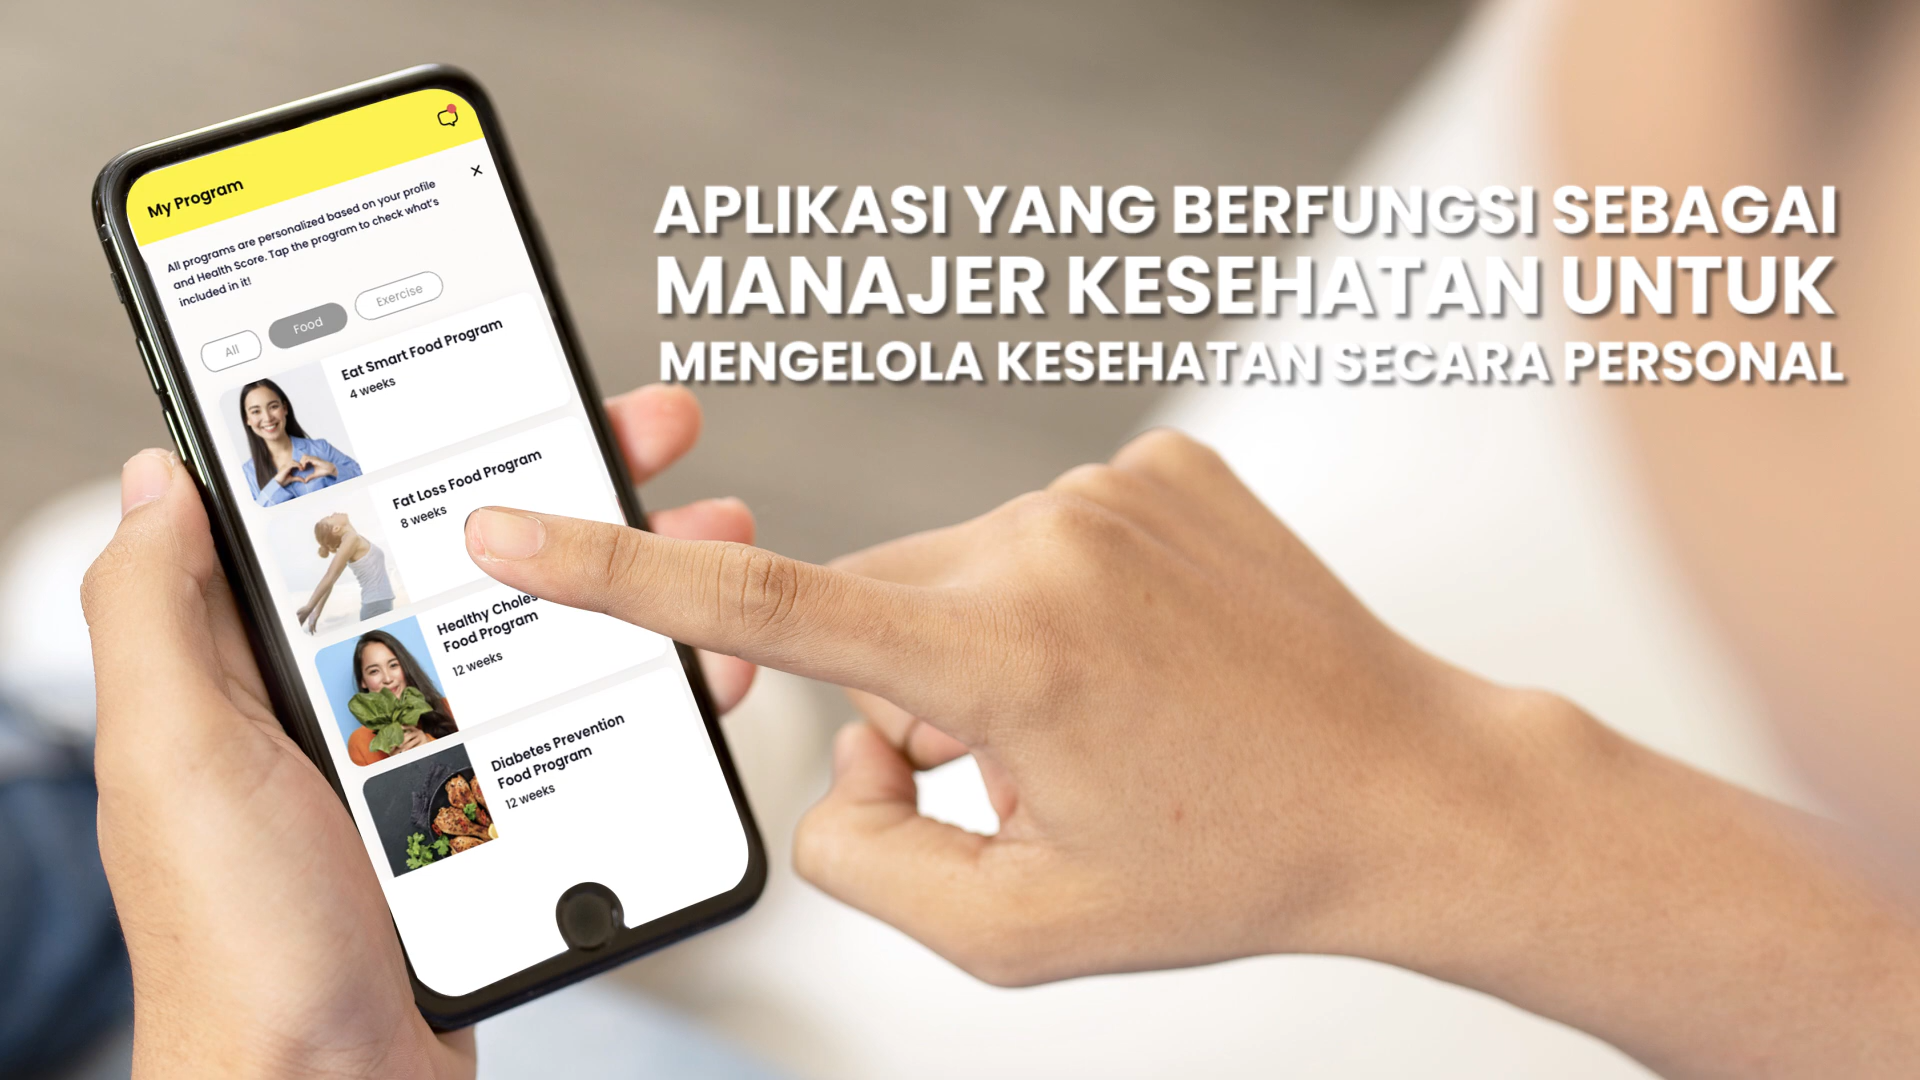 My Program
All programs are personalized based on your profile
and Health Score. Tap the program to check what's
included in it!
All
Food
Exercise
Eat Smart Food Program
4 weeks
Fat Loss Food Program
8 weeks
Healthy
Food Program
12 weeks
Diabetes Prevention
Food Program
12 weeks
APLIKASI YANG BERFUNGSI SEBAGAI
MANAJER KESEHATAN UNTUK
MENGELOLA KESEHATAN SECARA PERSONAL